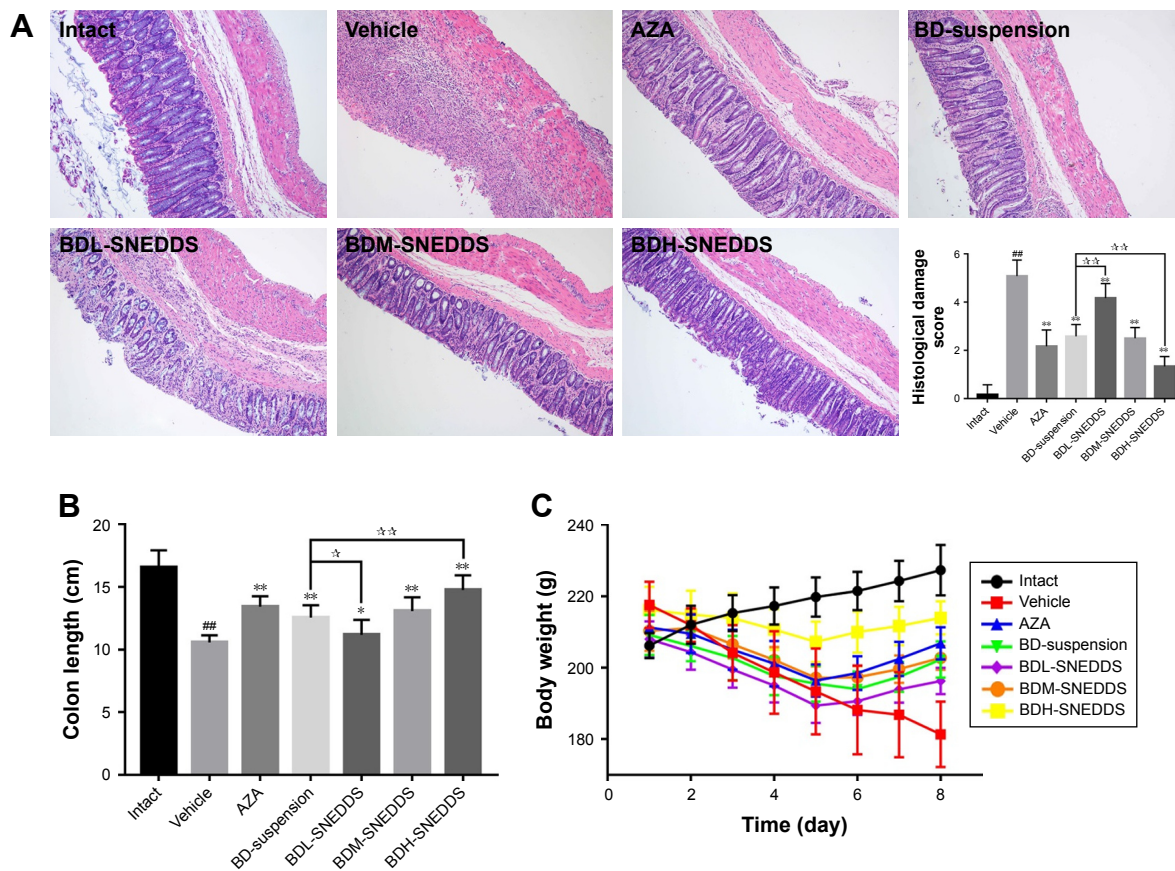 A
Intact
Vehicle
AZA
BD-suspension
BDL-SNEDDS
BDM-SNEDDS
BDH-SNEDDS
Histological damage
score
6
4
2
0
##
**
**
**
**
**
☆☆
☆☆
Intact
Vehicle
AZA
BD-suspension
BDL-SNEDDS
BDM-SNEDDS
BDH-SNEDDS
B
Colon length (cm)
20
15
10
5
0
##
**
**
*
**
**
☆
☆☆
Intact
Vehicle
AZA
BD-suspension
BDL-SNEDDS
BDM-SNEDDS
BDH-SNEDDS
C
Body weight (g)
240
220
200
180
0 2 4 6 8
Time (day)
Intact
Vehicle
AZA
BD-suspension
BDL-SNEDDS
BDM-SNEDDS
BDH-SNEDDS